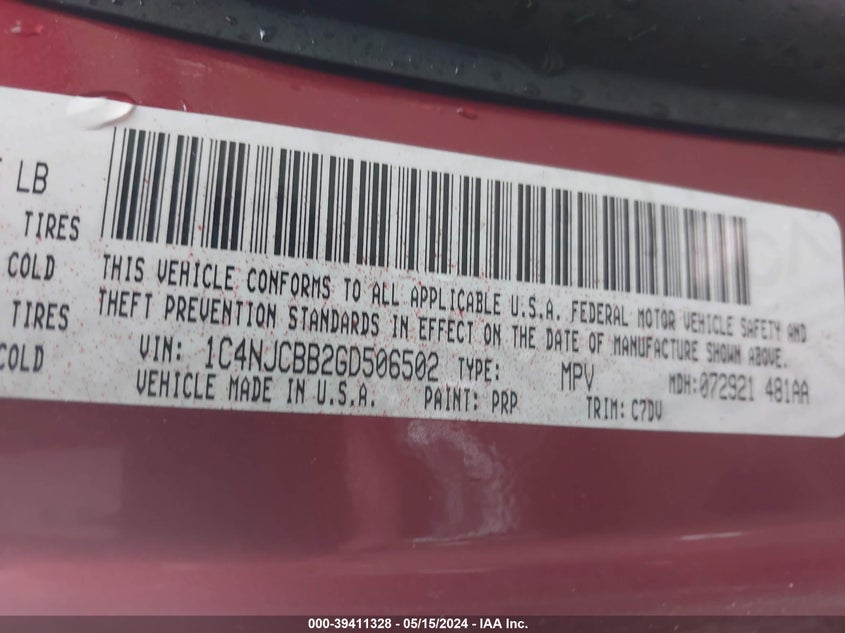 LB
TIRES
COLD
TIRES
COLD
THIS VEHICLE CONFORMS TO ALL APPLICABLE U.S.A. FEDERAL MOTOR VEHICLE SAFETY AND
THEFT PREVENTION STANDARDS IN EFFECT ON THE DATE OF MANUFACTURE SHOWN ABOVE.
VIN: 1C4NJCBB2GD506502 TYPE: MPV MDH:072921 481AA
VEHICLE MADE IN U.S.A. PAINT: PRP TRIM: C7DV
000-39411328 - 05/15/2024 - IAA Inc.